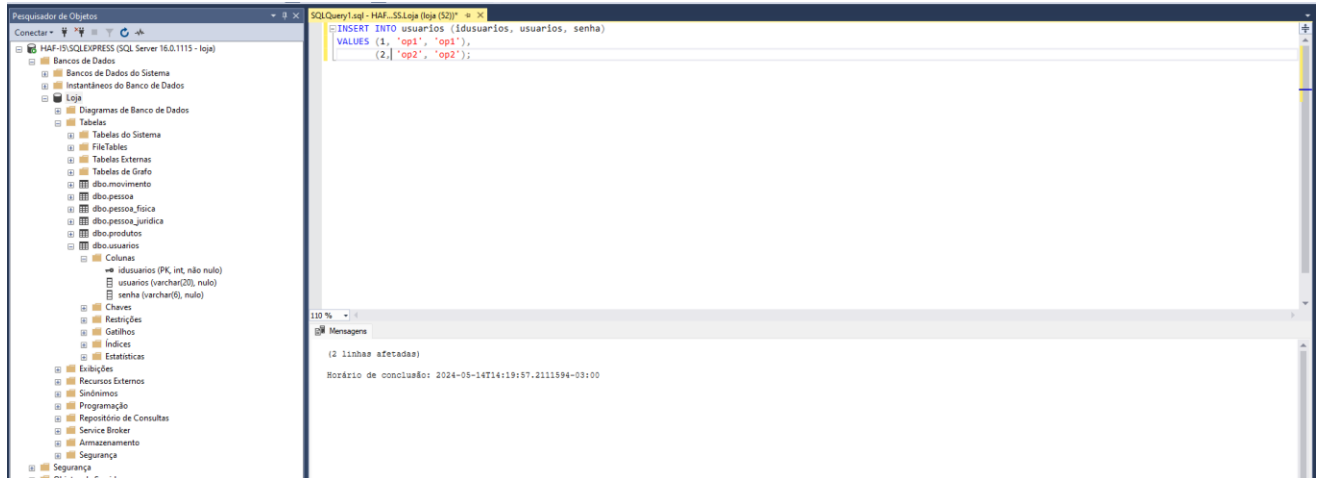 Pesquisador de Objetos
Conectar
HAF-I5\SQLEXPRESS (SQL Server 16.0.1115 - loja)
Bancos de Dados
Bancos de Dados do Sistema
Instantâneos do Banco de Dados
Loja
Diagramas de Banco de Dados
Tabelas
Tabelas do Sistema
FileTables
Tabelas Externas
Tabelas de Grafo
dbo.movimento
dbo.pessoa
dbo.pessoa_fisica
dbo.pessoa_juridica
dbo.produtos
dbo.usuarios
Colunas
idusuarios (PK, int, não nulo)
usuarios (varchar(20), nulo)
senha (varchar(6), nulo)
Chaves
Restrições
Gatilhos
Índices
Estatísticas
Exibições
Recursos Externos
Sinônimos
Programação
Repositório de Consultas
Service Broker
Armazenamento
Segurança
Segurança
SQLQuery1.sql - HAF...SS.Loja (loja (52))*
INSERT INTO usuarios (idusuarios, usuarios, senha)
VALUES (1, 'op1', 'op1'),
(2, 'op2', 'op2');
110 %
Mensagens
(2 linhas afetadas)
Horário de conclusão: 2024-05-14T14:19:57.2111594-03:00